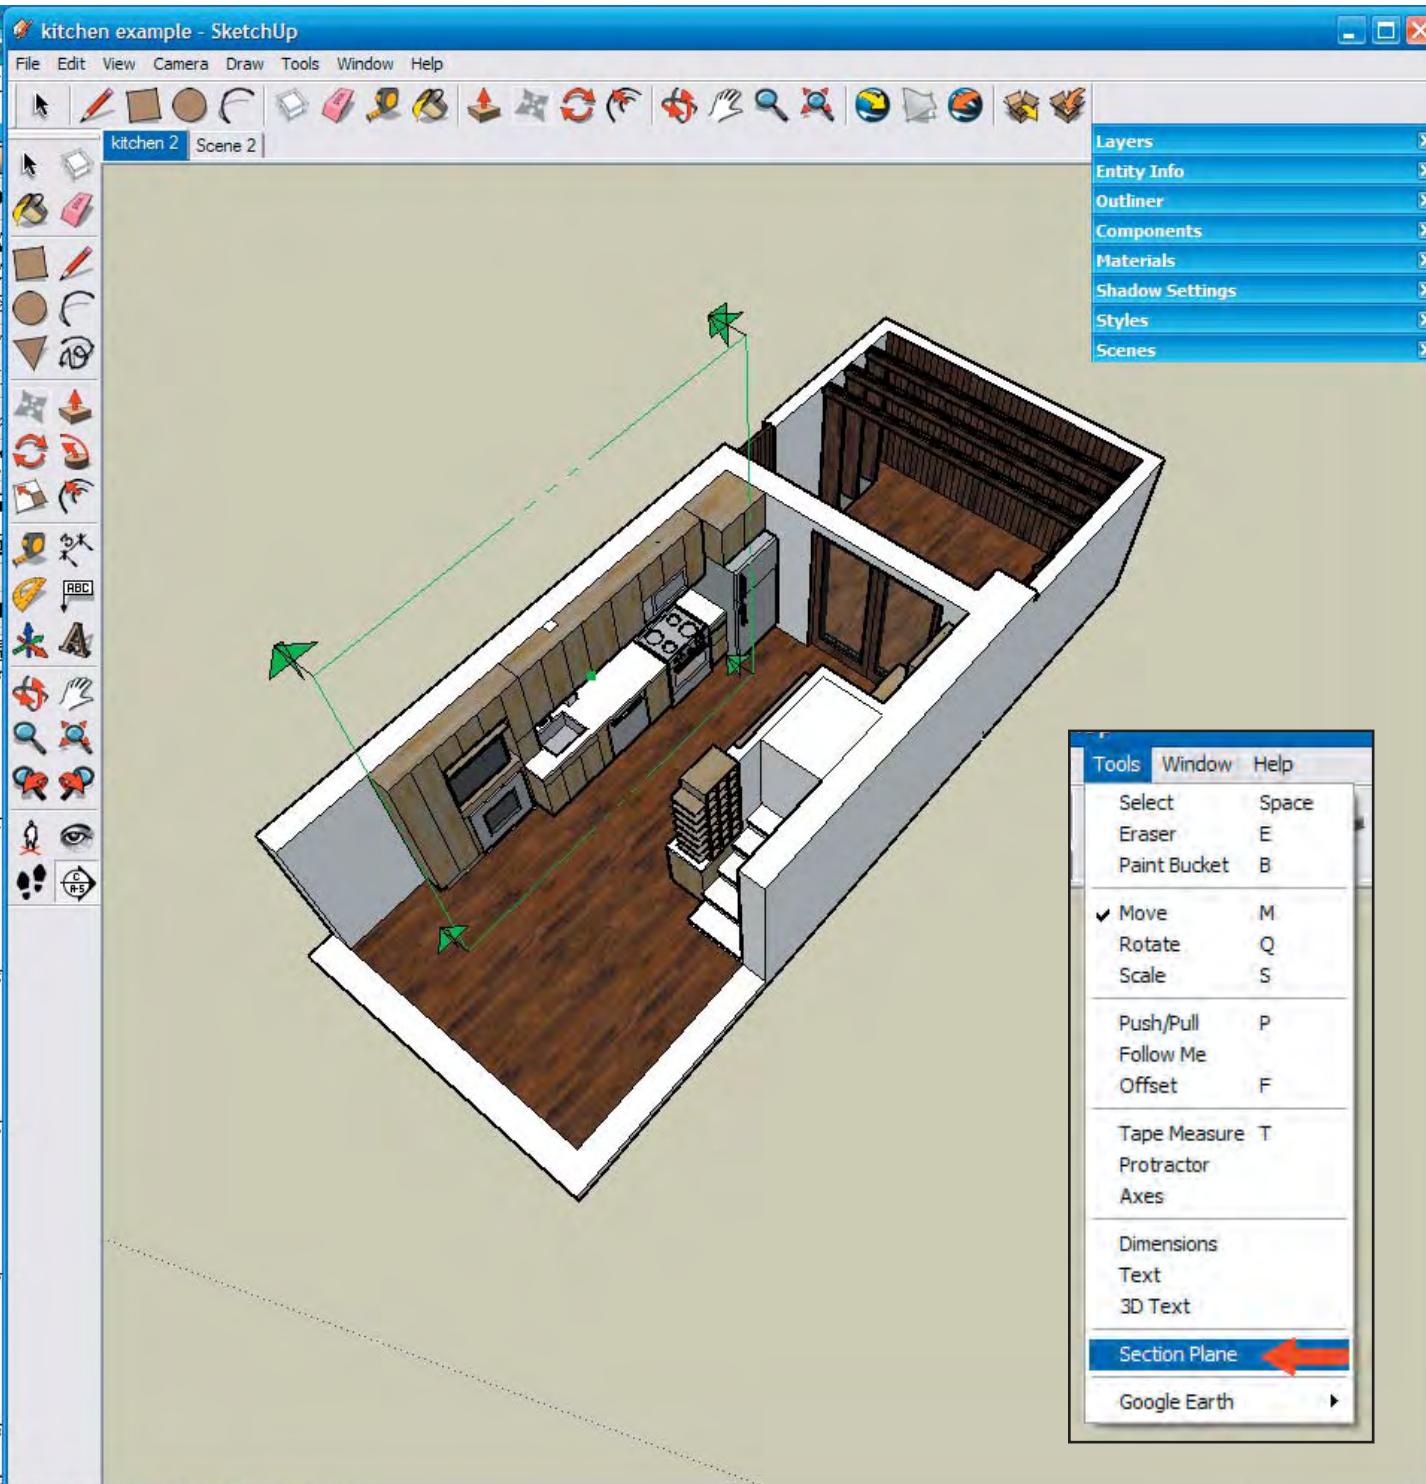 kitchen example - SketchUp
File Edit View Camera Draw Tools Window Help
kitchen 2 Scene 2
Layers
Entity Info
Outliner
Components
Materials
Shadow Settings
Styles
Scenes
ABC
C
A-5
Tools Window Help
Select Space
Eraser E
Paint Bucket B
Move M
Rotate Q
Scale S
Push/Pull P
Follow Me
Offset F
Tape Measure T
Protractor
Axes
Dimensions
Text
3D Text
Section Plane
Google Earth